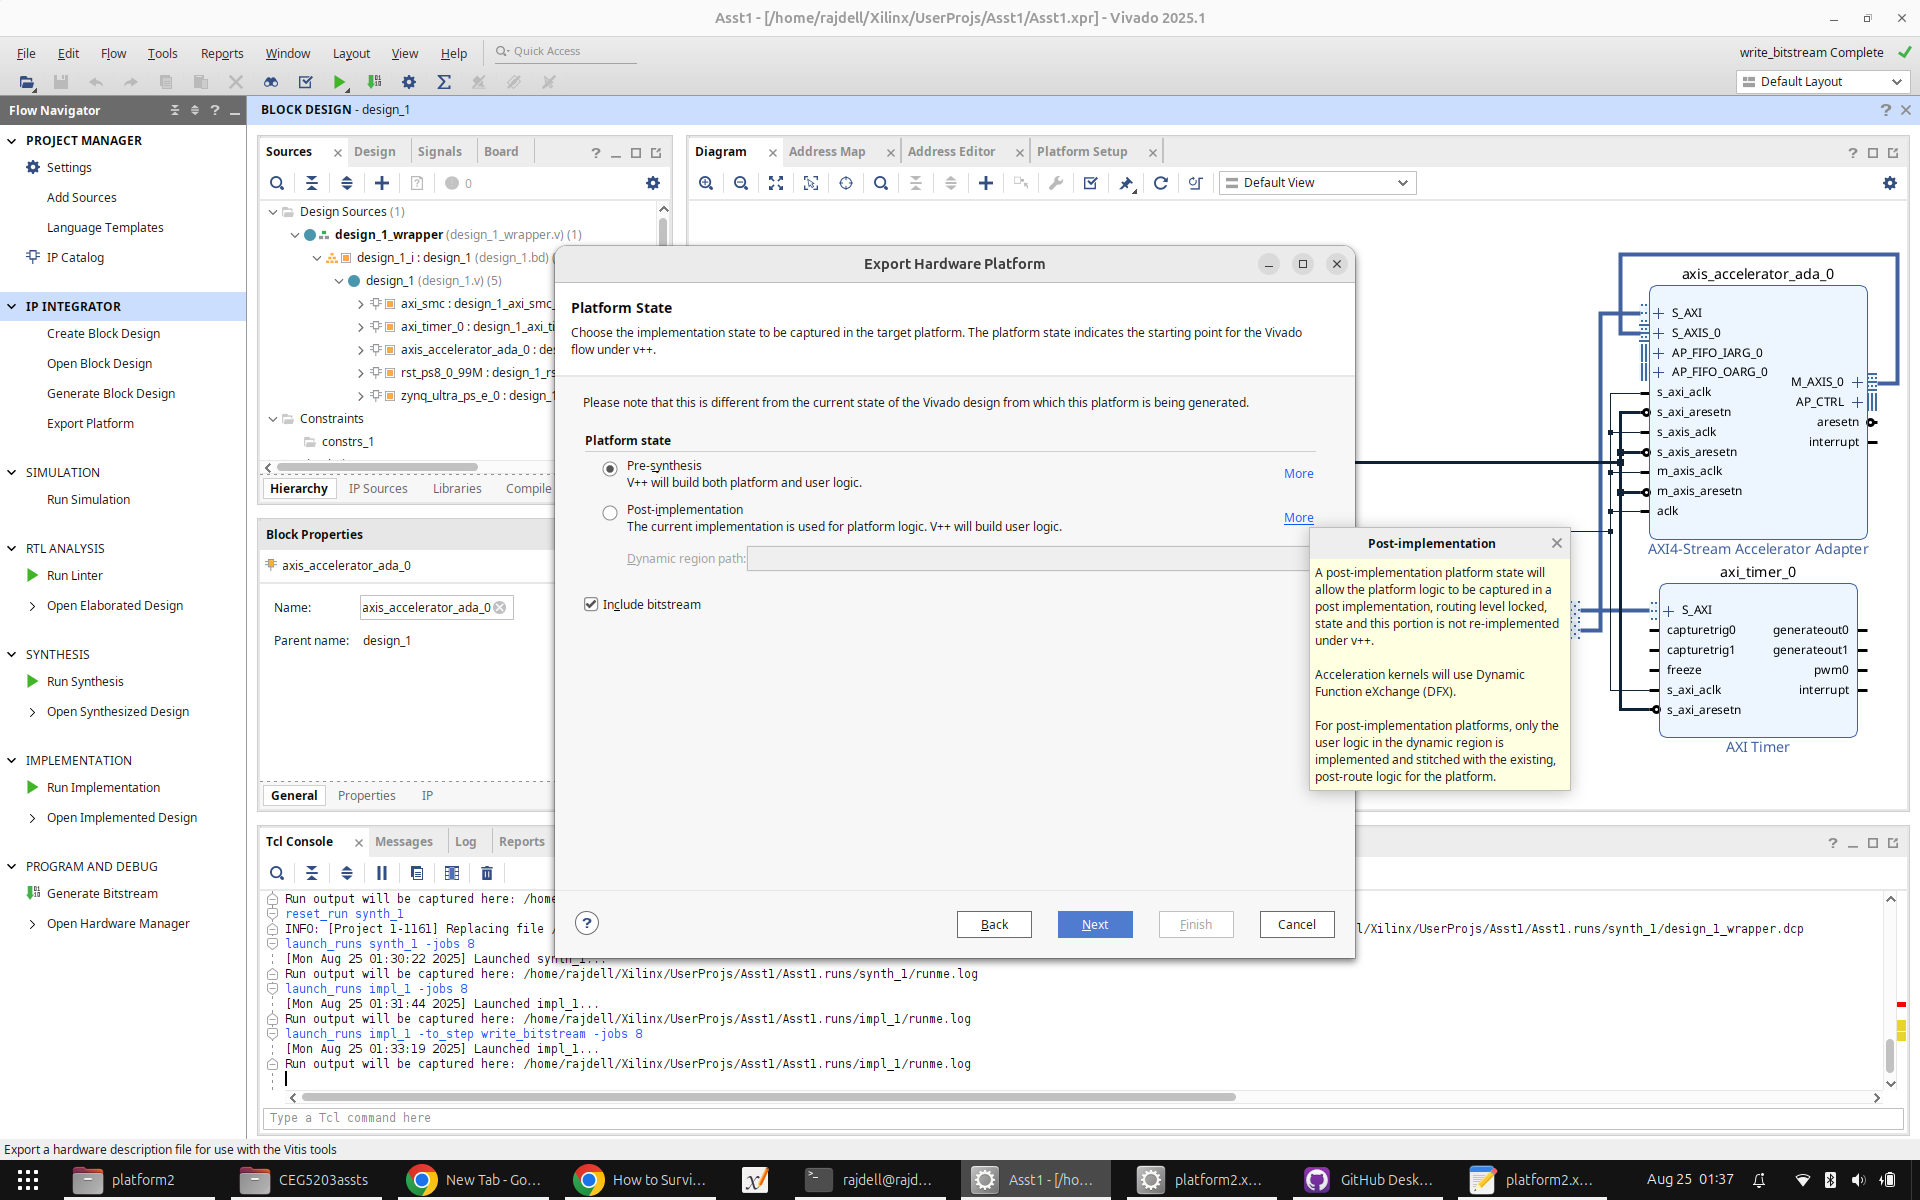 Asst1 - [/home/rajdell/Xilinx/UserProjs/Asst1/Asst1.xpr] - Vivado 2025.1
File Edit Flow Tools Reports Window Layout View Help Quick Access
write_bitstream Complete
Default Layout
Flow Navigator
BLOCK DESIGN - design_1
PROJECT MANAGER
Settings
Add Sources
Language Templates
IP Catalog
IP INTEGRATOR
Create Block Design
Open Block Design
Generate Block Design
Export Platform
SIMULATION
Run Simulation
RTL ANALYSIS
Run Linter
Open Elaborated Design
SYNTHESIS
Run Synthesis
Open Synthesized Design
IMPLEMENTATION
Run Implementation
Open Implemented Design
PROGRAM AND DEBUG
Generate Bitstream
Open Hardware Manager
Sources Design Signals Board
0
Design Sources (1)
design_1_wrapper (design_1_wrapper.v) (1)
design_1_i : design_1 (design_1.bd) (
design_1 (design_1.v) (5)
axi_smc : design_1_axi_smc_
axi_timer_0 : design_1_axi_ti
axis_accelerator_ada_0 : de
rst_ps8_0_99M : design_1_rs
zynq_ultra_ps_e_0 : design_1
Constraints
constrs_1
Hierarchy IP Sources Libraries Compile
Block Properties
axis_accelerator_ada_0
Name: axis_accelerator_ada_0
Parent name: design_1
General Properties IP
Diagram Address Map Address Editor Platform Setup
Default View
axis_accelerator_ada_0
S_AXI
S_AXIS_0
AP_FIFO_IARG_0
AP_FIFO_OARG_0
s_axi_aclk
s_axi_aresetn
s_axis_aclk
s_axis_aresetn
m_axis_aclk
m_axis_aresetn
aclk
M_AXIS_0
AP_CTRL
aresetn
interrupt
AXI4-Stream Accelerator Adapter
axi_timer_0
S_AXI
capturetrig0
capturetrig1
freeze
s_axi_aclk
s_axi_aresetn
generateout0
generateout1
pwm0
interrupt
AXI Timer
Export Hardware Platform
Platform State
Choose the implementation state to be captured in the target platform. The platform state indicates the starting point for the Vivado
flow under v++.
Please note that this is different from the current state of the Vivado design from which this platform is being generated.
Platform state
Pre-synthesis
V++ will build both platform and user logic.
More
Post-implementation
The current implementation is used for platform logic. V++ will build user logic.
More
Dynamic region path:
Include bitstream
? Back Next Finish Cancel
Post-implementation
A post-implementation platform state will
allow the platform logic to be captured in a
post implementation, routing level locked,
state and this portion is not re-implemented
under v++.
Acceleration kernels will use Dynamic
Function eXchange (DFX).
For post-implementation platforms, only the
user logic in the dynamic region is
implemented and stitched with the existing,
post-route logic for the platform.
Tcl Console Messages Log Reports
Run output will be captured here: /home
reset_run synth_1
INFO: [Project 1-1161] Replacing file / l/Xilinx/UserProjs/Asst1/Asst1.runs/synth_1/design_1_wrapper.dcp
launch_runs synth_1 -jobs 8
[Mon Aug 25 01:30:22 2025] Launched synth_1...
Run output will be captured here: /home/rajdell/Xilinx/UserProjs/Asst1/Asst1.runs/synth_1/runme.log
launch_runs impl_1 -jobs 8
[Mon Aug 25 01:31:44 2025] Launched impl_1...
Run output will be captured here: /home/rajdell/Xilinx/UserProjs/Asst1/Asst1.runs/impl_1/runme.log
launch_runs impl_1 -to_step write_bitstream -jobs 8
[Mon Aug 25 01:33:19 2025] Launched impl_1...
Run output will be captured here: /home/rajdell/Xilinx/UserProjs/Asst1/Asst1.runs/impl_1/runme.log
Type a Tcl command here
Export a hardware description file for use with the Vitis tools
platform2 CEG5203assts New Tab - Go... How to Survi... rajdell@rajd... Asst1 - [/ho... platform2.x... GitHub Desk... platform2.x... Aug 25 01:37